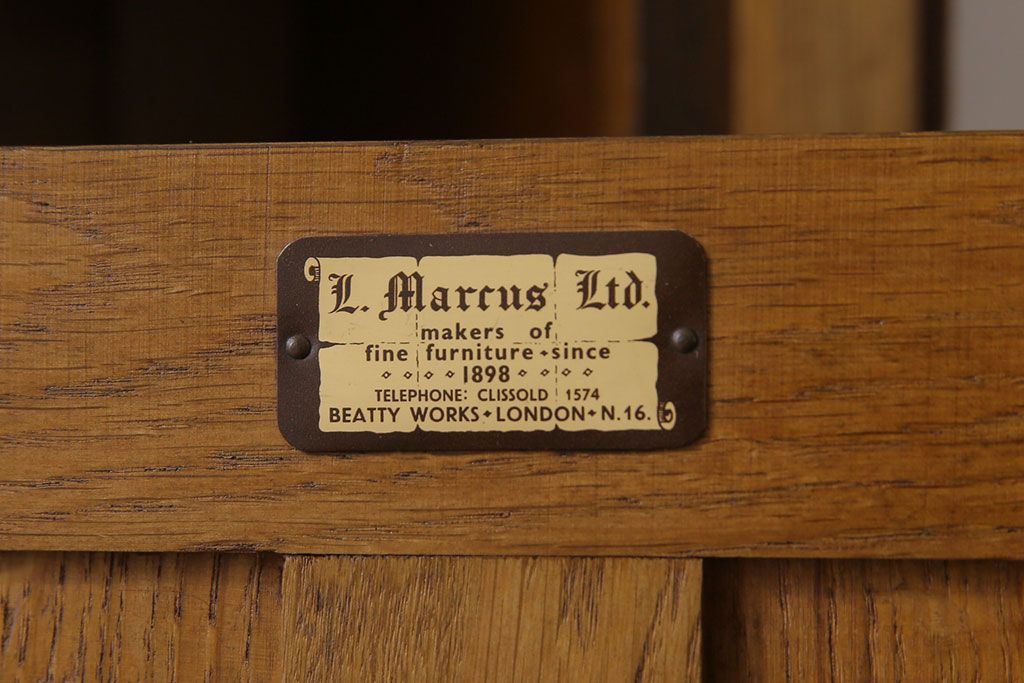 L. Marcus Ltd.
makers of
fine furniture • since
1898
TELEPHONE: CLISSOLD 1574
BEATTY WORKS • LONDON • N.16.